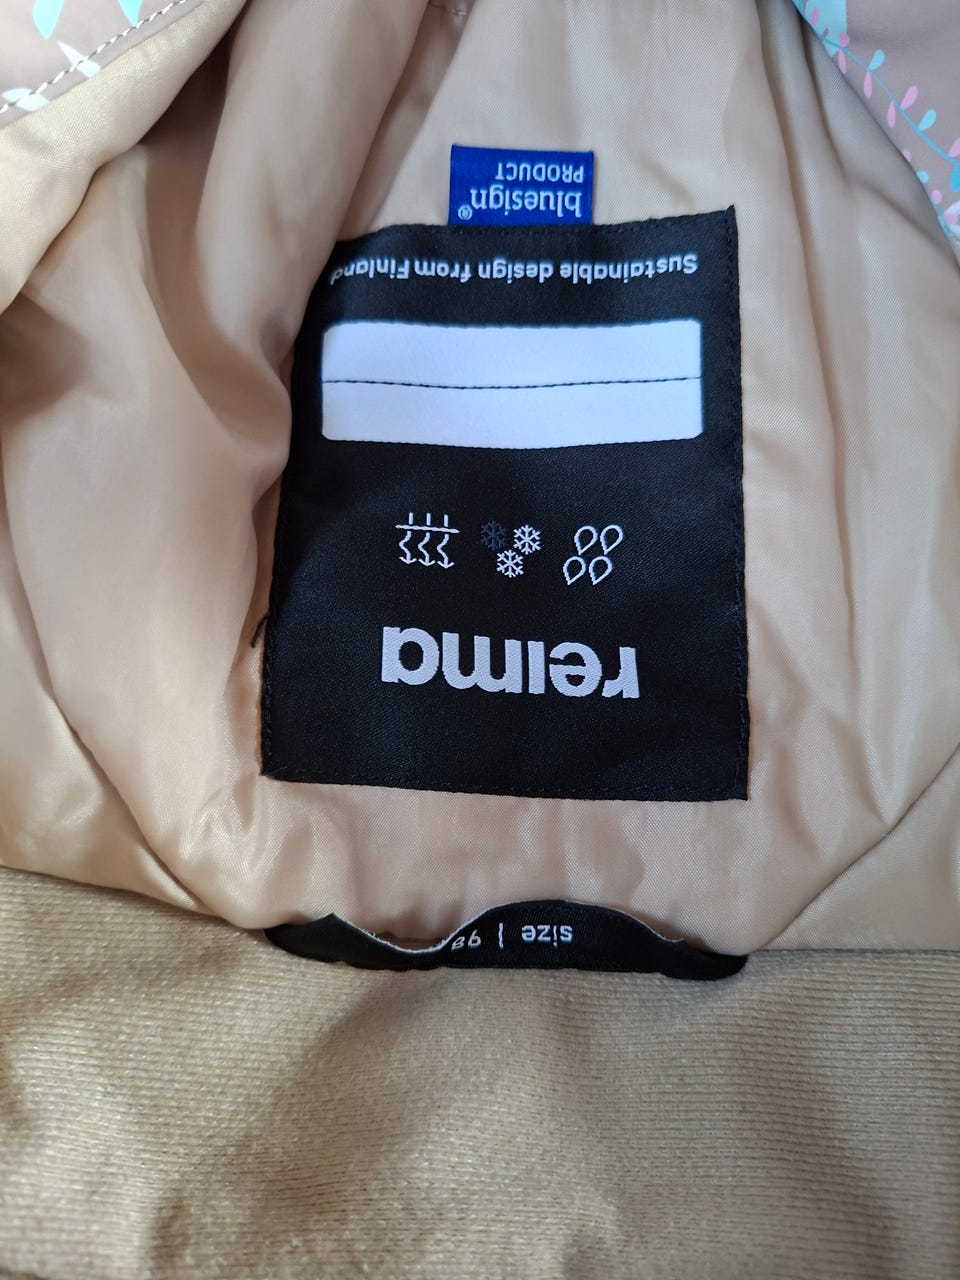 size | 98
reima
Sustainable design from Finland
bluesign®
PRODUCT